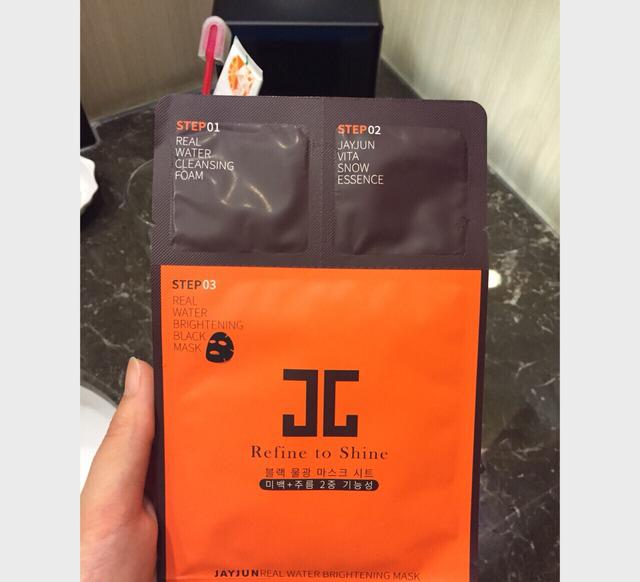 STEP01
REAL
WATER
CLEANSING
FOAM
STEP02
JAYJUN
VITA
SNOW
ESSENCE
STEP03
REAL
WATER
BRIGHTENING
BLACK
MASK
Refine to Shine
블랙 물광 마스크 시트
미백+주름 2중 기능성
JAYJUN REAL WATER BRIGHTENING MASK